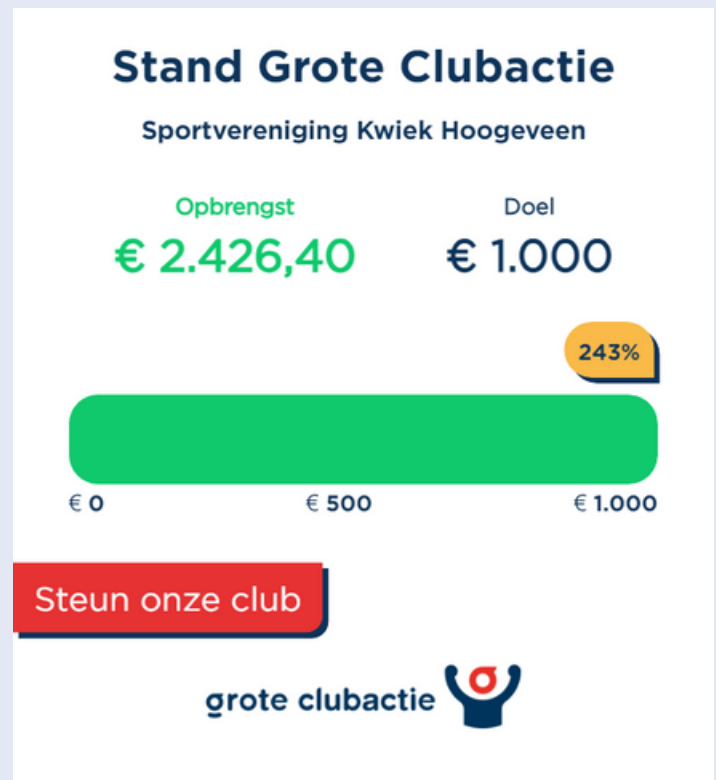 Stand Grote Clubactie
Sportvereniging Kwiek Hoogeveen
Opbrengst Doel
€ 2.426,40 € 1.000
243%
€ 0 € 500 € 1.000
Steun onze club
grote clubactie